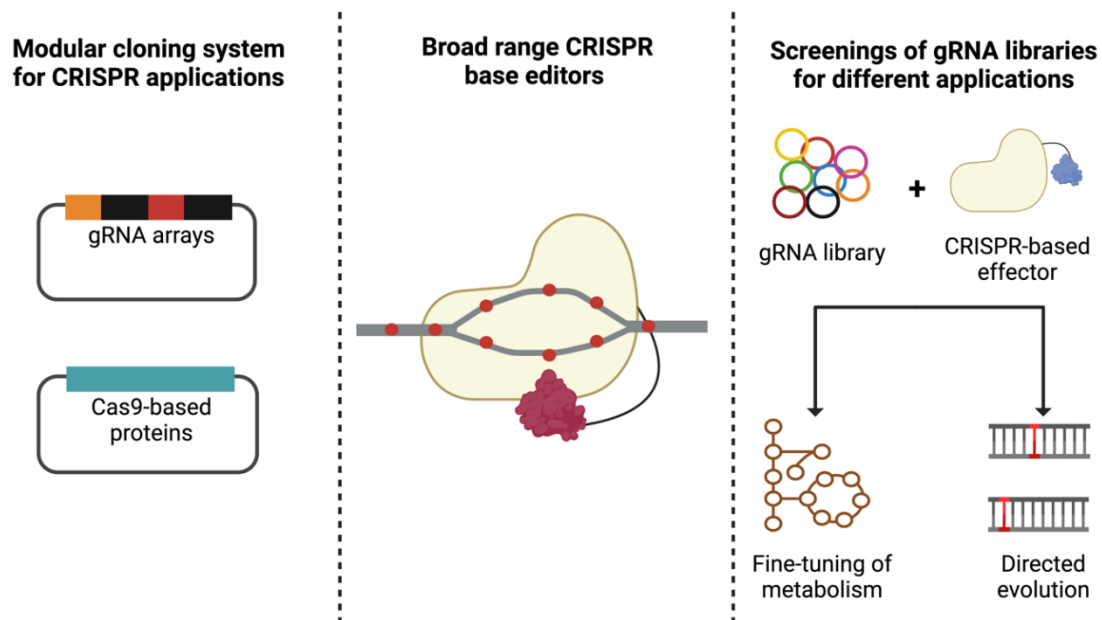 Modular cloning system
for CRISPR applications
gRNA arrays
Cas9-based
proteins
Broad range CRISPR
base editors
Screenings of gRNA libraries
for different applications
+
gRNA library
CRISPR-based
effector
Fine-tuning of
metabolism
Directed
evolution